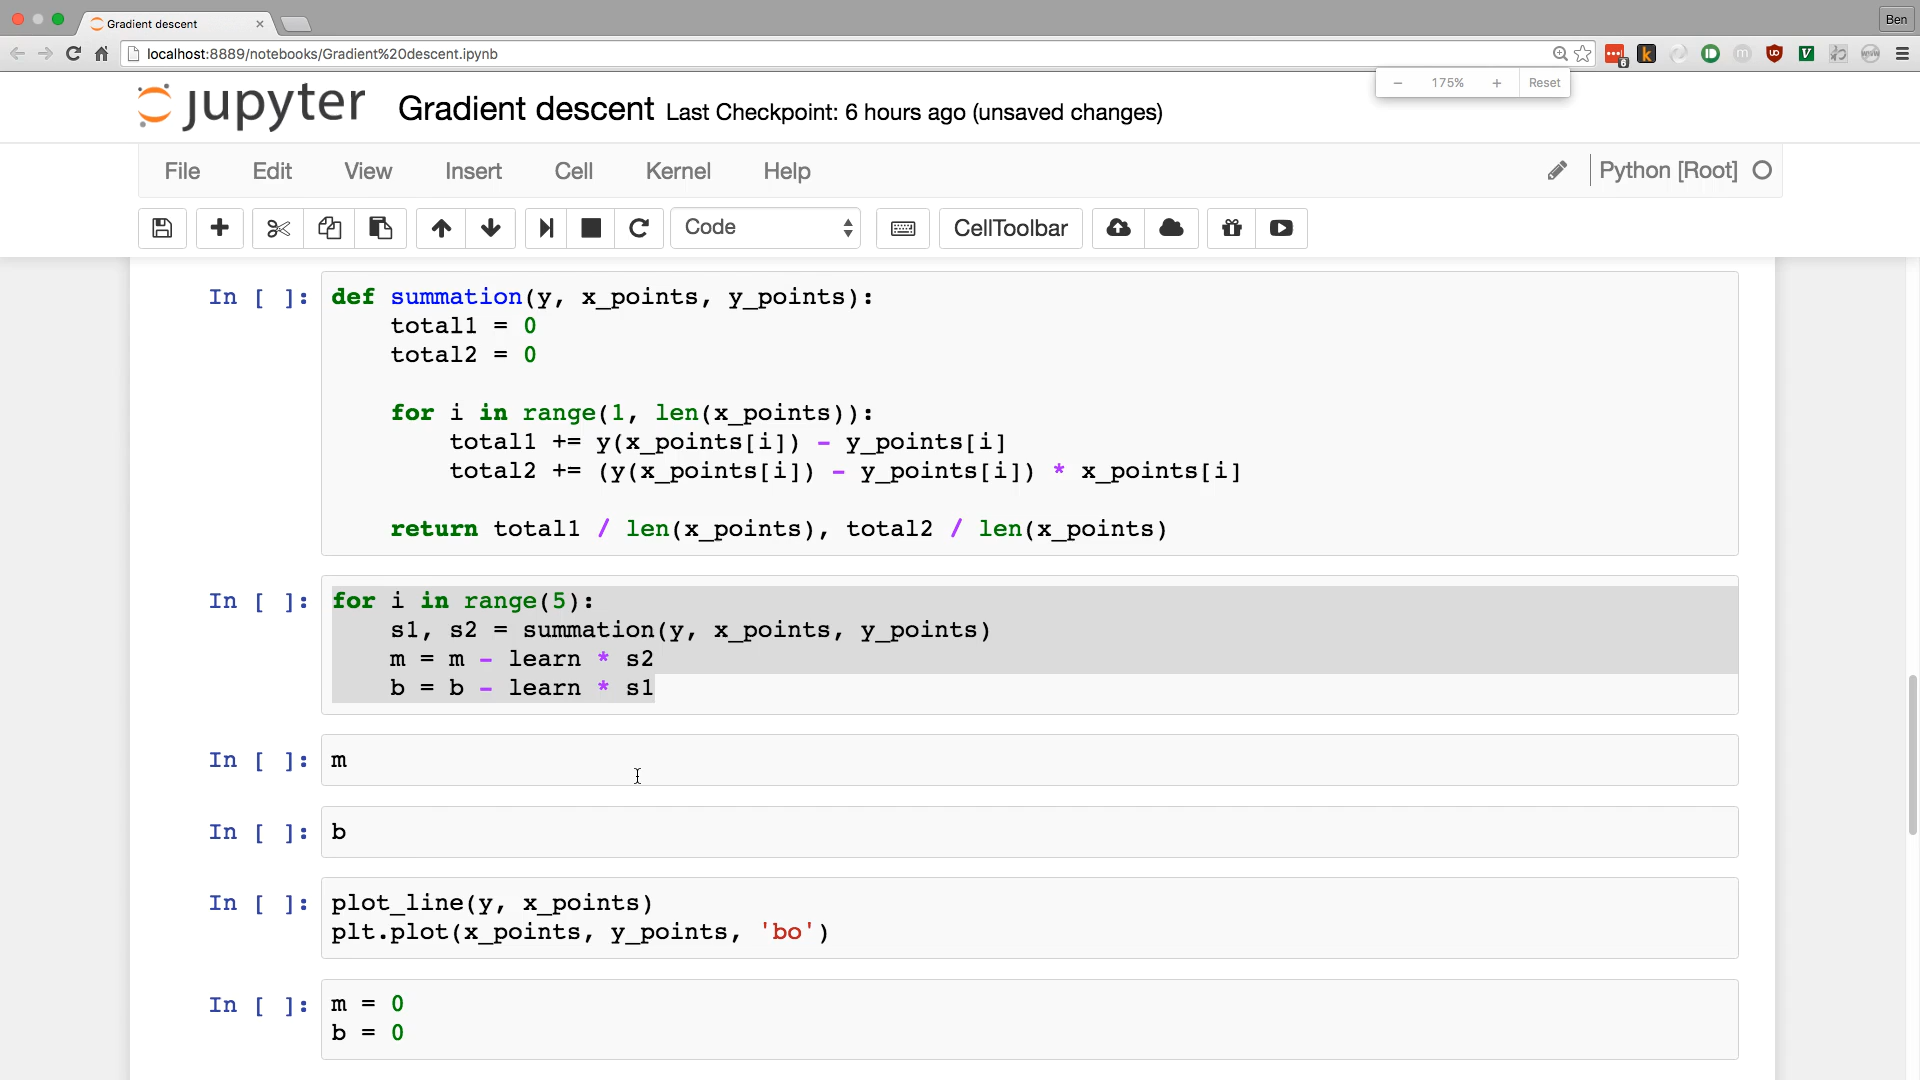 Gradient descent
Ben
localhost:8889/notebooks/Gradient%20descent.ipynb
175% Reset
jupyter Gradient descent Last Checkpoint: 6 hours ago (unsaved changes)
File Edit View Insert Cell Kernel Help Python [Root]
Code CellToolbar
In [ ]: def summation(y, x_points, y_points):
    total1 = 0
    total2 = 0
    for i in range(1, len(x_points)):
        total1 += y(x_points[i]) - y_points[i]
        total2 += (y(x_points[i]) - y_points[i]) * x_points[i]
    return total1 / len(x_points), total2 / len(x_points)
In [ ]: for i in range(5):
    s1, s2 = summation(y, x_points, y_points)
    m = m - learn * s2
    b = b - learn * s1
In [ ]: m
In [ ]: b
In [ ]: plot_line(y, x_points)
plt.plot(x_points, y_points, 'bo')
In [ ]: m = 0
b = 0